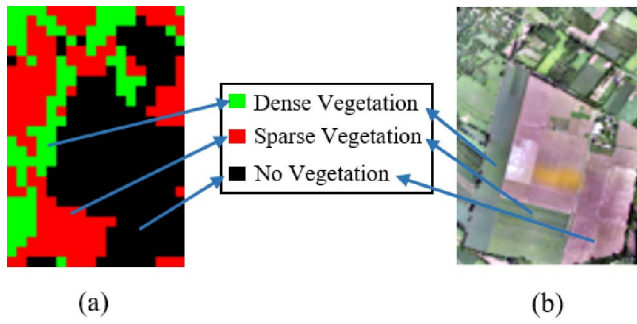 Dense Vegetation
Sparse Vegetation
No Vegetation
(a)
(b)